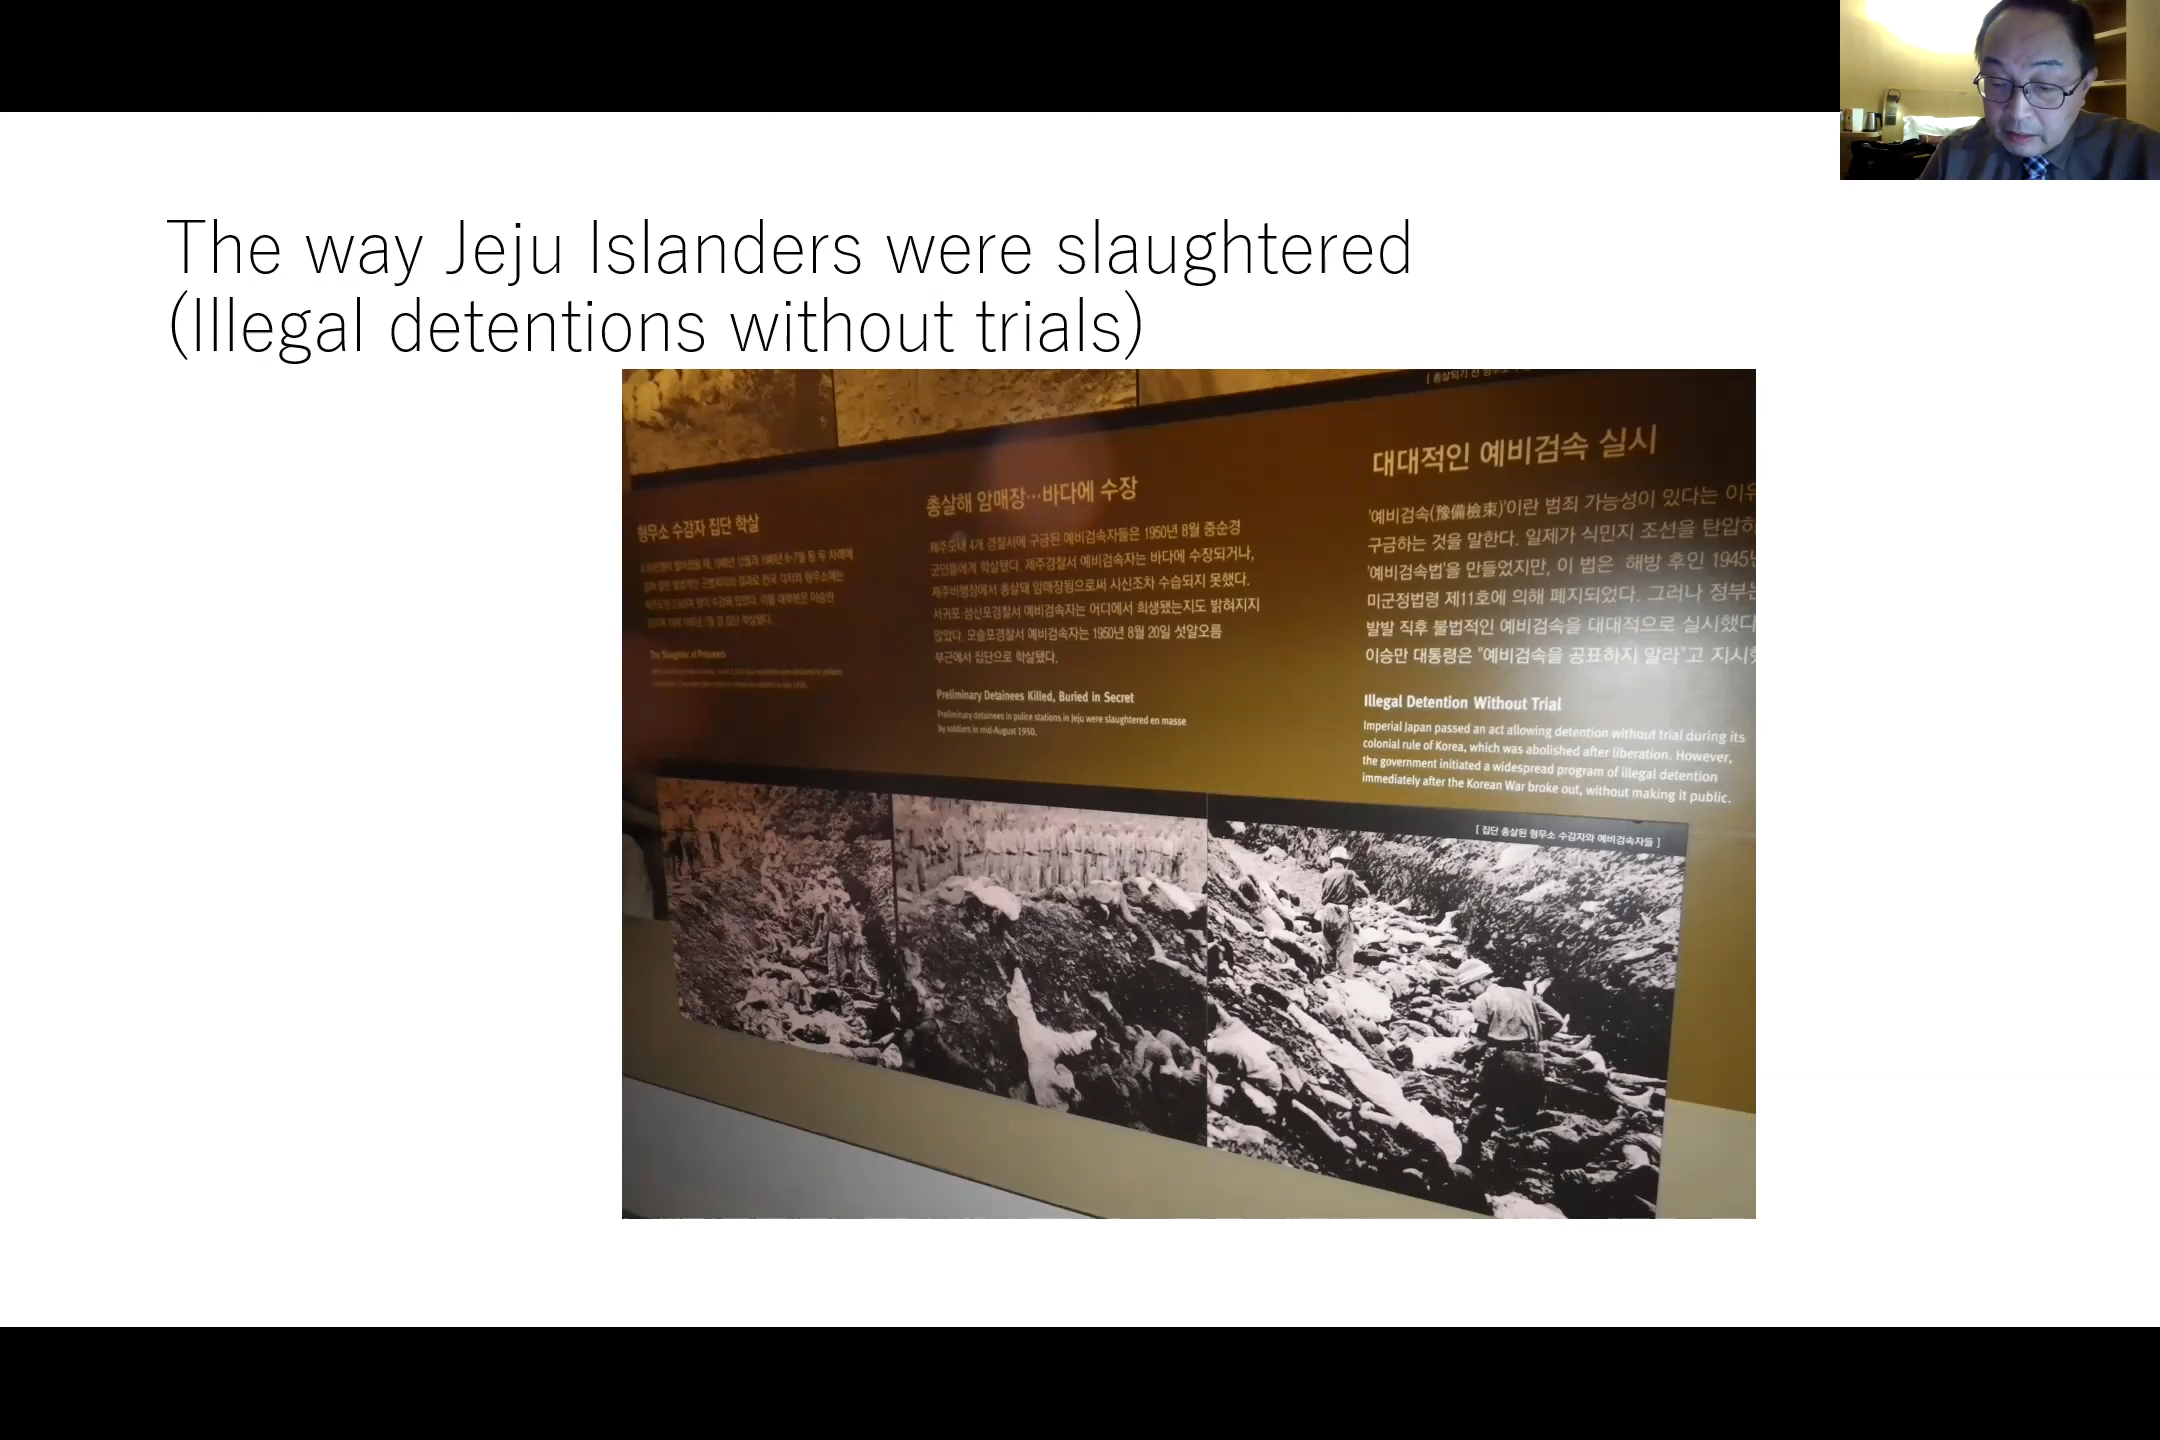 The way Jeju Islanders were slaughtered
(Illegal detentions without trials)
형무소 수감자 집단 학살
The Slaughter of Prisoners
총살해 암매장…바다에 수장
제주도내 4개 경찰서에 구금된 예비검속자들은 1950년 8월 중순경
군인들에게 학살됐다. 제주경찰서 예비검속자는 바다에 수장되거나,
제주비행장에서 총살돼 암매장됨으로써 시신조차 수습되지 못했다.
서귀포·성산포경찰서 예비검속자는 어디에서 희생됐는지도 밝혀지지
않았다. 모슬포경찰서 예비검속자는 1950년 8월 20일 섯알오름
부근에서 집단으로 학살됐다.
Preliminary Detainees Killed, Buried in Secret
Preliminary detainees in police stations in Jeju were slaughtered en masse
by soldiers in mid-August 1950.
대대적인 예비검속 실시
'예비검속(豫備檢束)'이란 범죄 가능성이 있다는 이유
구금하는 것을 말한다. 일제가 식민지 조선을 탄압하
'예비검속법'을 만들었지만, 이 법은 해방 후인 1945년
미군정법령 제11호에 의해 폐지되었다. 그러나 정부는
발발 직후 불법적인 예비검속을 대대적으로 실시했다
이승만 대통령은 "예비검속을 공표하지 말라"고 지시했
Illegal Detention Without Trial
Imperial Japan passed an act allowing detention without trial during its
colonial rule of Korea, which was abolished after liberation. However,
the government initiated a widespread program of illegal detention
immediately after the Korean War broke out, without making it public.
[ 집단 총살된 형무소 수감자와 예비검속자들 ]